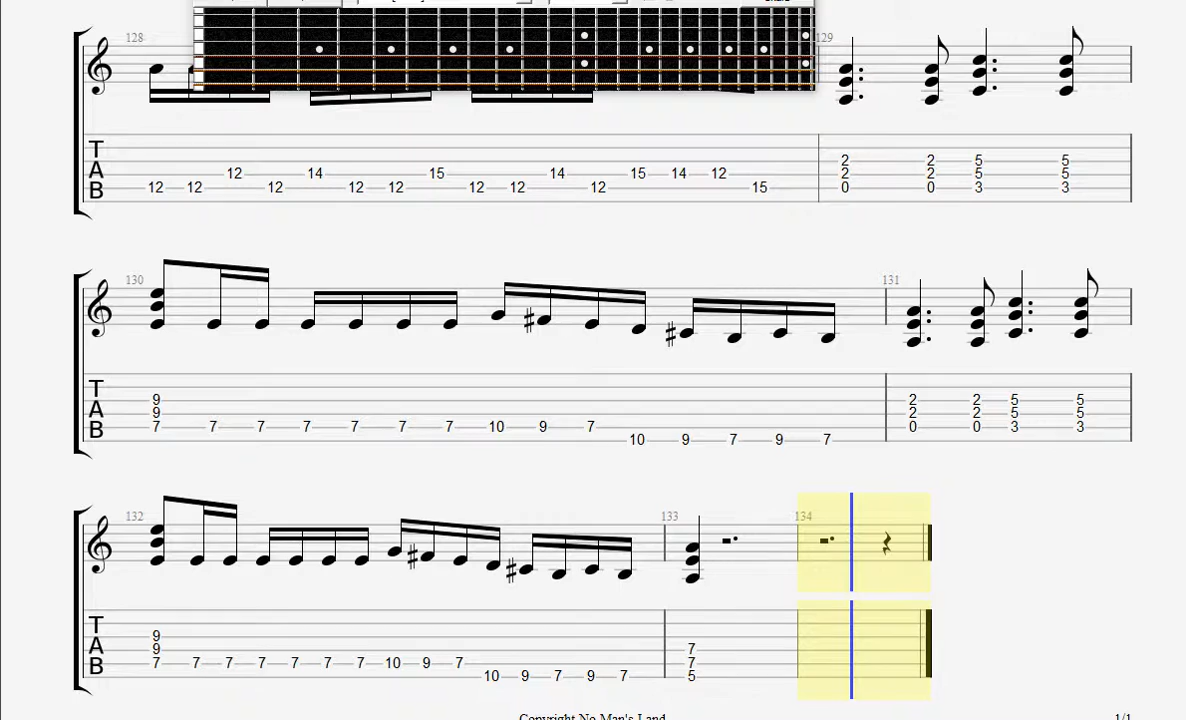 128 129
T
A
B
2 2 5 5
12 14 15 14 15 14 12 2 2 5 5
12 12 12 12 12 12 12 12 15 0 0 3 3
130 131
T
A
B
9 2 2 5 5
9 2 2 5 5
7 7 7 7 7 7 7 10 9 7 0 0 3 3
10 9 7 9 7
132 133 134
T
A
B
9
9 7
7 7 7 7 7 7 7 10 9 7 7
10 9 7 9 7 5
Copyright No Man's Land
1/1